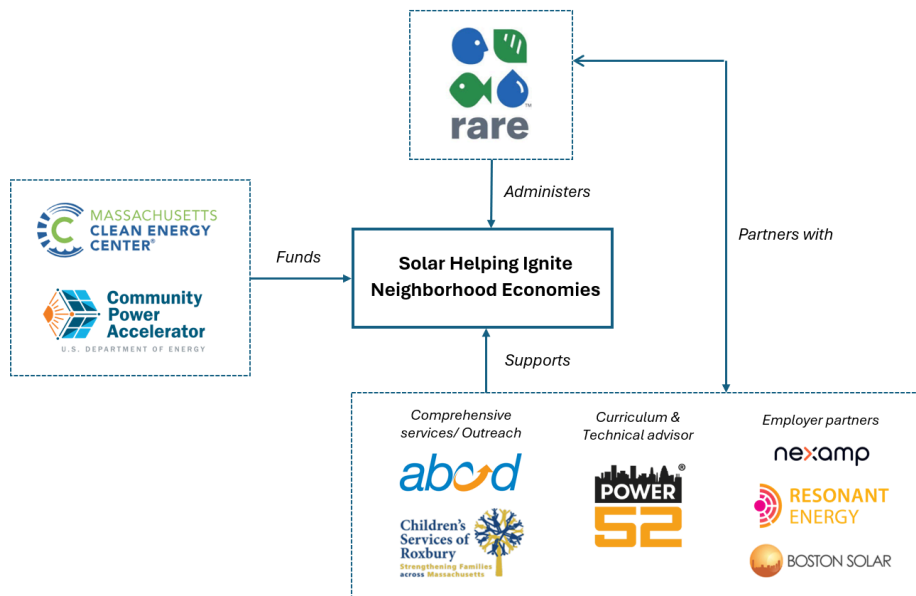 rare
™
Administers
MASSACHUSETTS
CLEAN ENERGY
CENTER®
Community
Power
Accelerator
U.S. DEPARTMENT OF ENERGY
Funds
Solar Helping Ignite
Neighborhood Economies
Partners with
Supports
Comprehensive
services/ Outreach
abcd
Children's
Services of
Roxbury
Strengthening Families
across Massachusetts
Curriculum &
Technical advisor
POWER®
52
Employer partners
nexamp
RESONANT
ENERGY
BOSTON SOLAR